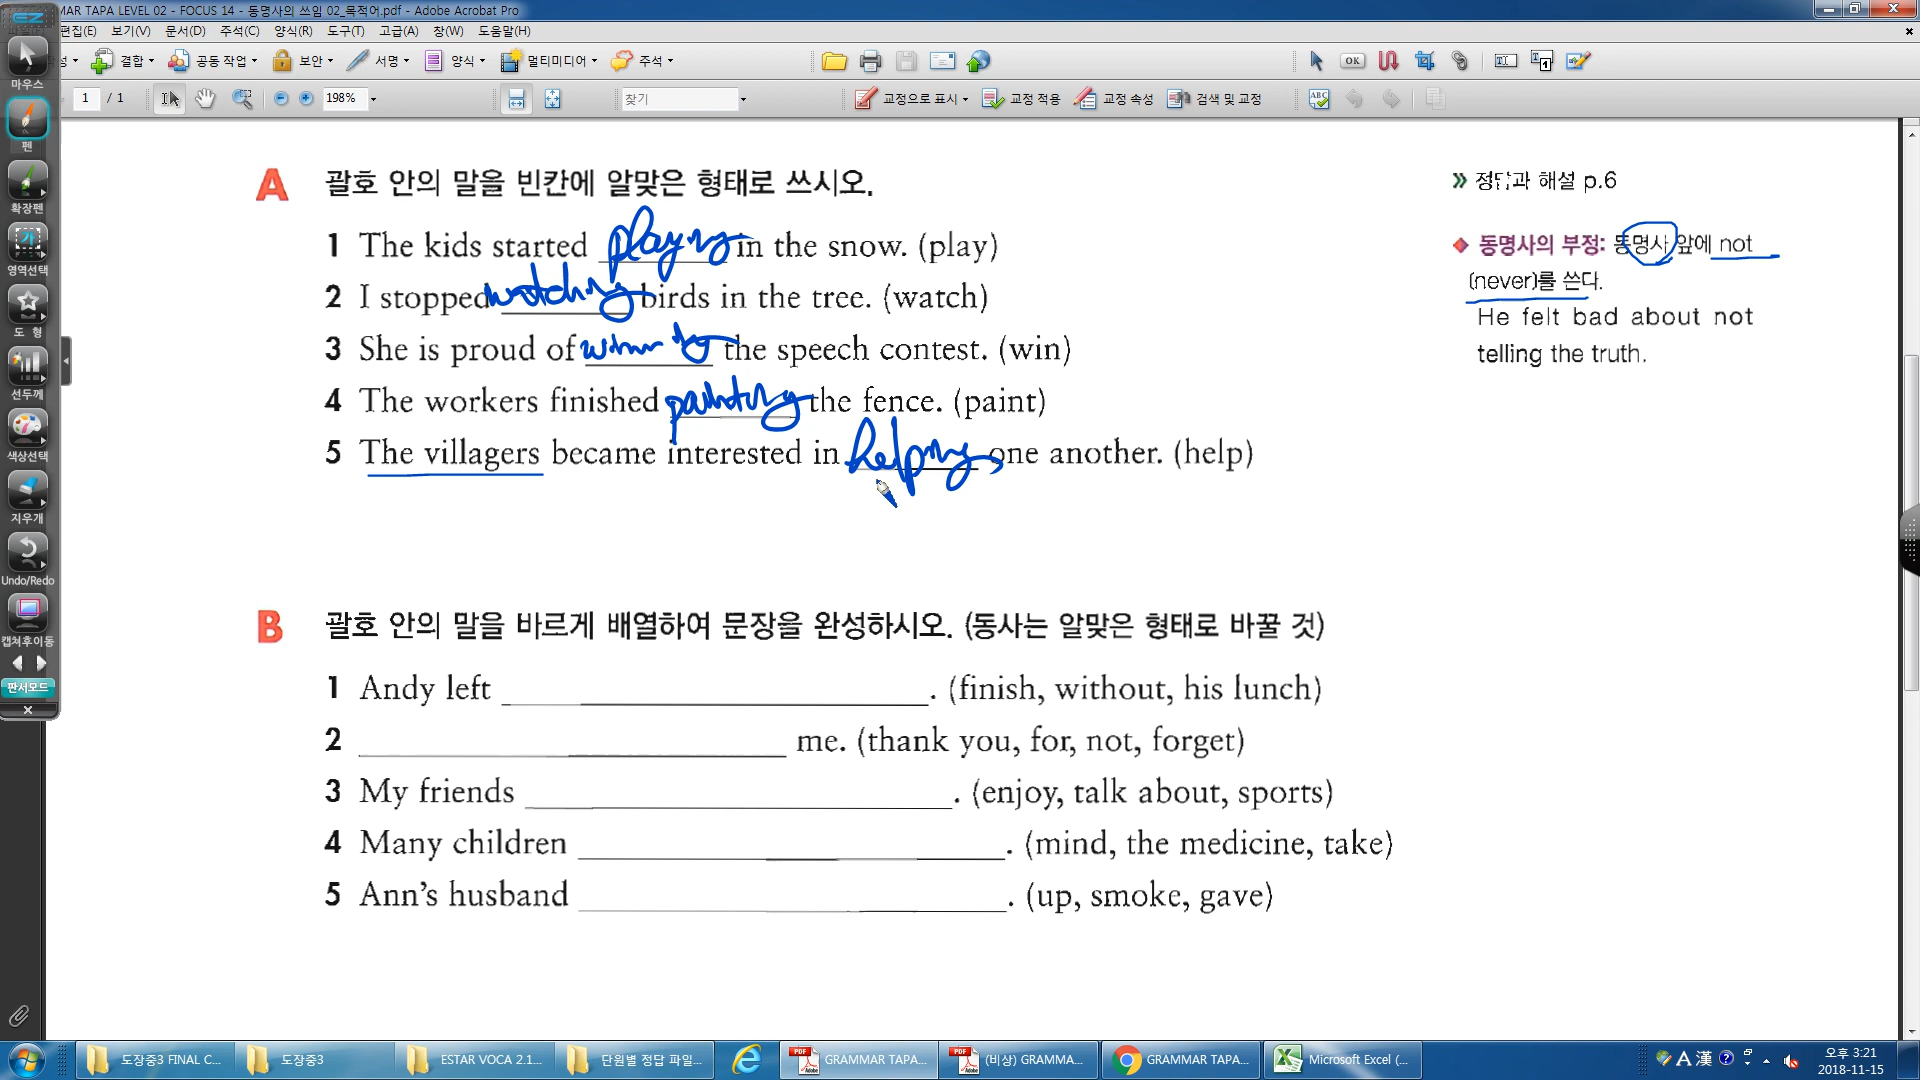 MAR TAPA LEVEL 02 - FOCUS 14 - 동명사의 쓰임 02_목적어.pdf - Adobe Acrobat Pro
편집(E) 보기(V) 문서(D) 주석(C) 양식(R) 도구(T) 고급(A) 창(W) 도움말(H)
결합 공동 작업 보안 서명 양식 멀티미디어 주석 OK
1 / 1 198% 찾기 교정으로 표시 교정 적용 교정 속성 검색 및 교정 ABC
마우스
펜
확장펜
영역선택
도 형
선두께
색상선택
지우개
Undo/Redo
캡쳐후이동
판서모드
A 괄호 안의 말을 빈칸에 알맞은 형태로 쓰시오.
1 The kids started playing in the snow. (play)
2 I stopped watching birds in the tree. (watch)
3 She is proud of winning the speech contest. (win)
4 The workers finished painting the fence. (paint)
5 The villagers became interested in helping one another. (help)
정답과 해설 p.6
동명사의 부정: 동명사 앞에 not
(never)를 쓴다.
He felt bad about not
telling the truth.
B 괄호 안의 말을 바르게 배열하여 문장을 완성하시오. (동사는 알맞은 형태로 바꿀 것)
1 Andy left . (finish, without, his lunch)
2 me. (thank you, for, not, forget)
3 My friends . (enjoy, talk about, sports)
4 Many children . (mind, the medicine, take)
5 Ann's husband . (up, smoke, gave)
도장중3 FINAL C... 도장중3 ESTAR VOCA 2.1... 단원별 정답 파일... GRAMMAR TAPA... (비상) GRAMMA... GRAMMAR TAPA... Microsoft Excel (... A 漢 오후 3:21
2018-11-15